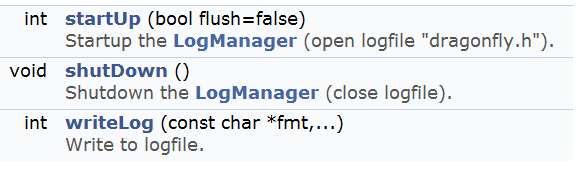 int startUp (bool flush=false)
Startup the LogManager (open logfile "dragonfly.h").
void shutDown ()
Shutdown the LogManager (close logfile).
int writeLog (const char *fmt,...)
Write to logfile.